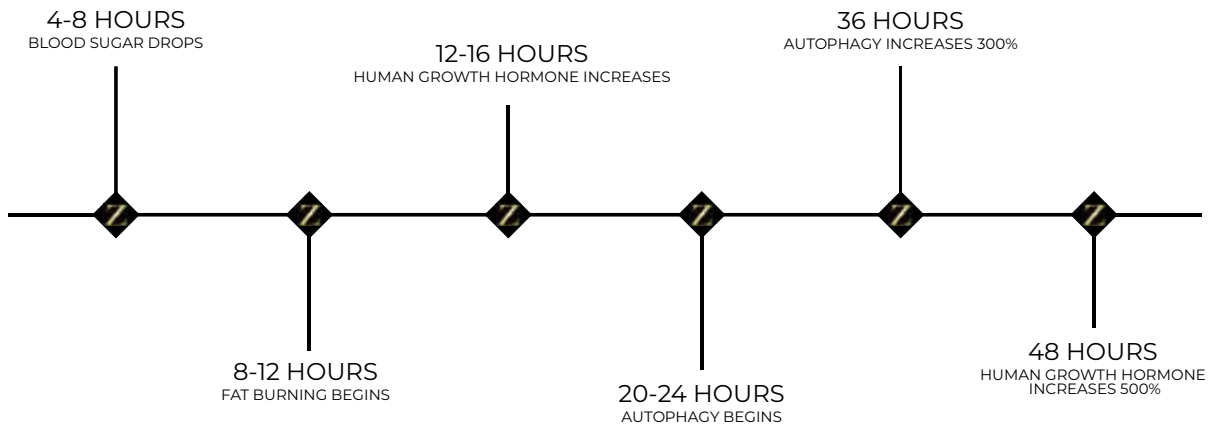 4-8 HOURS
BLOOD SUGAR DROPS
8-12 HOURS
FAT BURNING BEGINS
12-16 HOURS
HUMAN GROWTH HORMONE INCREASES
20-24 HOURS
AUTOPHAGY BEGINS
36 HOURS
AUTOPHAGY INCREASES 300%
48 HOURS
HUMAN GROWTH HORMONE
INCREASES 500%
Z
Z
Z
Z
Z
Z